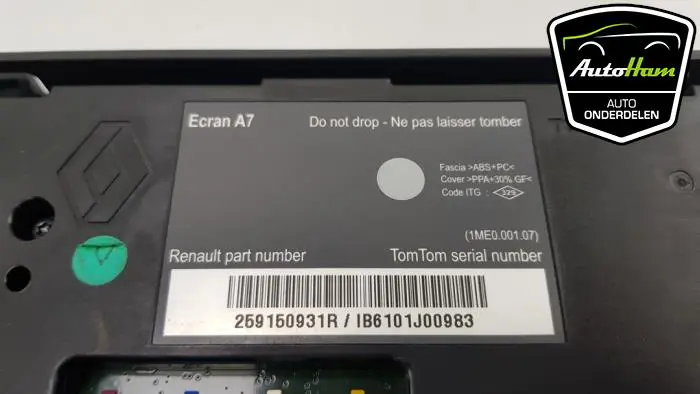 AutoHam
AUTO
ONDERDELEN
Ecran A7
Do not drop - Ne pas laisser tomber
Fascia >ABS+PC<
Cover >PPA+30% GF<
Code ITG : 329
(1ME0.001.07)
Renault part number
TomTom serial number
259150931R / IB6101J00983